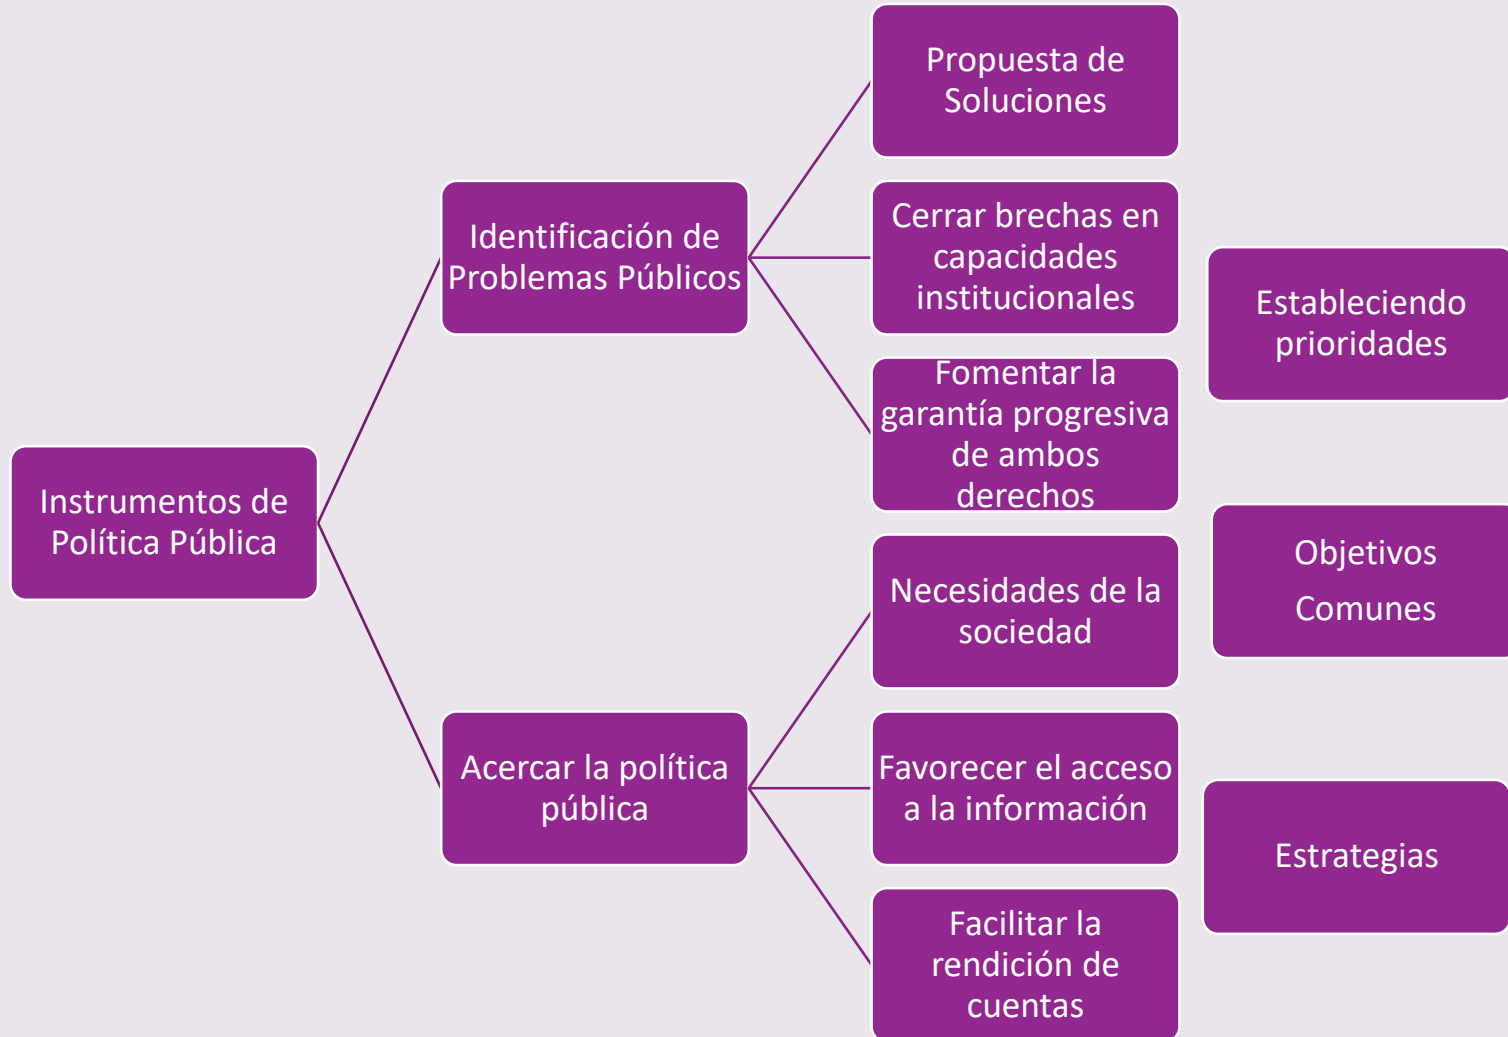 Instrumentos de
Política Pública
Identificación de
Problemas Públicos
Propuesta de
Soluciones
Cerrar brechas en
capacidades
institucionales
Fomentar la
garantía progresiva
de ambos
derechos
Acercar la política
pública
Necesidades de la
sociedad
Favorecer el acceso
a la información
Facilitar la
rendición de
cuentas
Estableciendo
prioridades
Objetivos
Comunes
Estrategias